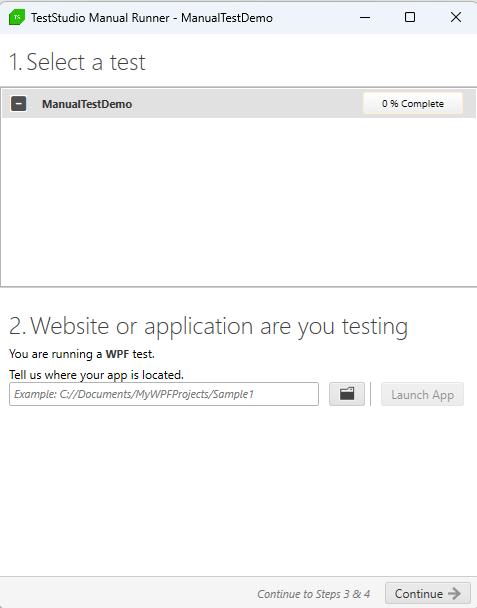 TS TestStudio Manual Runner - ManualTestDemo
1. Select a test
ManualTestDemo 0 % Complete
2. Website or application are you testing
You are running a WPF test.
Tell us where your app is located.
Example: C://Documents/MyWPFProjects/Sample1 Launch App
Continue to Steps 3 & 4 Continue